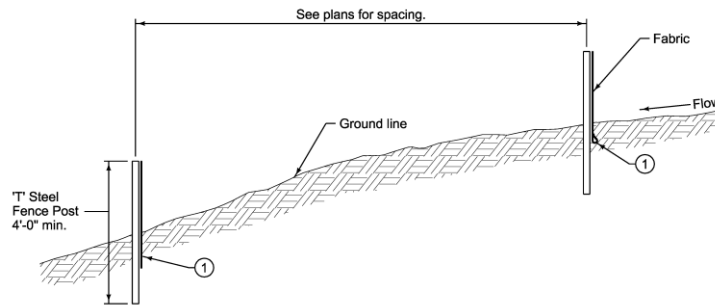 See plans for spacing.
Fabric
Flow
Ground line
1
'T' Steel
Fence Post
4'-0" min.
1